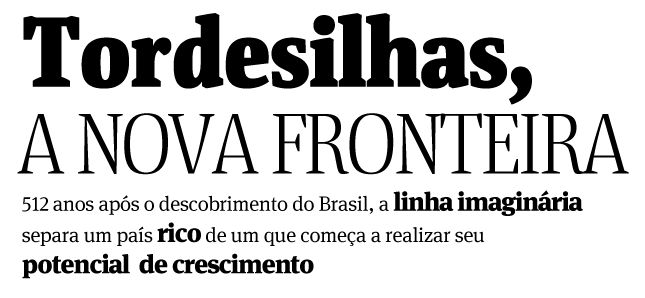 Tordesilhas,
A NOVA FRONTEIRA
512 anos após o descobrimento do Brasil, a linha imaginária
separa um país rico de um que começa a realizar seu
potencial de crescimento